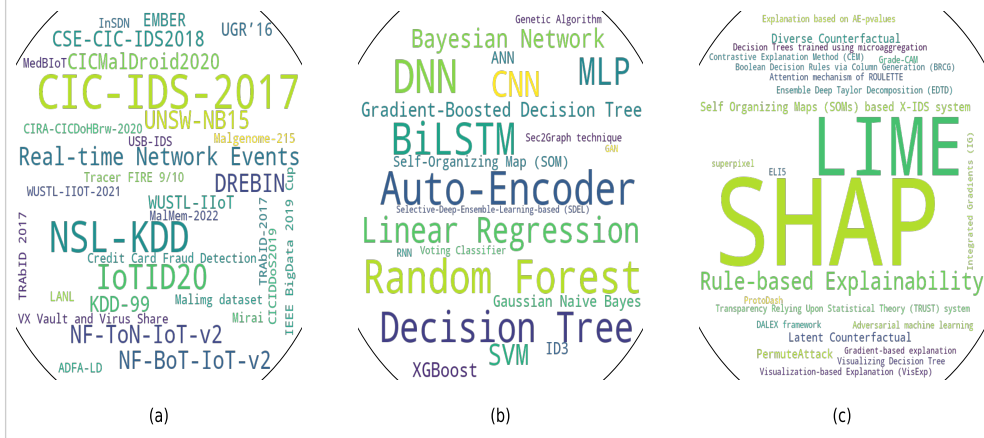 InSDN
EMBER
CSE-CIC-IDS2018
UGR'16
MedBIoT
CICMalDroid2020
CIC-IDS-2017
UNSW-NB15
CIRA-CICDoHBrw-2020
USB-IDS
Malgenome-215
Real-time Network Events
Tracer FIRE 9/10
DREBIN
WUSTL-IIOT-2021
WUSTL-IIoT
MalMem-2022
NSL-KDD
Credit Card Fraud Detection
IoTID20
TRAbID 2017
TRAbID-2017
CICIDDoS2019
IEEE BigData 2019 Cup
LANL
KDD-99
Malimg dataset
VX Vault and Virus Share
Mirai
NF-ToN-IoT-v2
NF-BoT-IoT-v2
ADFA-LD
(a)
Genetic Algorithm
Bayesian Network
ANN
DNN
CNN
MLP
Gradient-Boosted Decision Tree
BiLSTM
Sec2Graph technique
GAN
Self-Organizing Map (SOM)
Auto-Encoder
Selective-Deep-Ensemble-Learning-based (SDEL)
Linear Regression
RNN
Voting Classifier
Random Forest
Gaussian Naive Bayes
Decision Tree
SVM
ID3
XGBoost
(b)
Explanation based on AE-pvalues
Diverse Counterfactual
Decision Trees trained using microaggregation
Contrastive Explanation Method (CEM)
Grade-CAM
Boolean Decision Rules via Column Generation (BRCG)
Attention mechanism of ROULETTE
Ensemble Deep Taylor Decomposition (EDTD)
Self Organizing Maps (SOMs) based X-IDS system
LIME
superpixel
ELI5
SHAP
Integrated Gradients (IG)
Rule-based Explainability
ProtoDash
Transparency Relying Upon Statistical Theory (TRUST) system
DALEX framework
Adversarial machine learning
Latent Counterfactual
PermuteAttack
Gradient-based explanation
Visualizing Decision Tree
Visualization-based Explanation (VisExp)
(c)